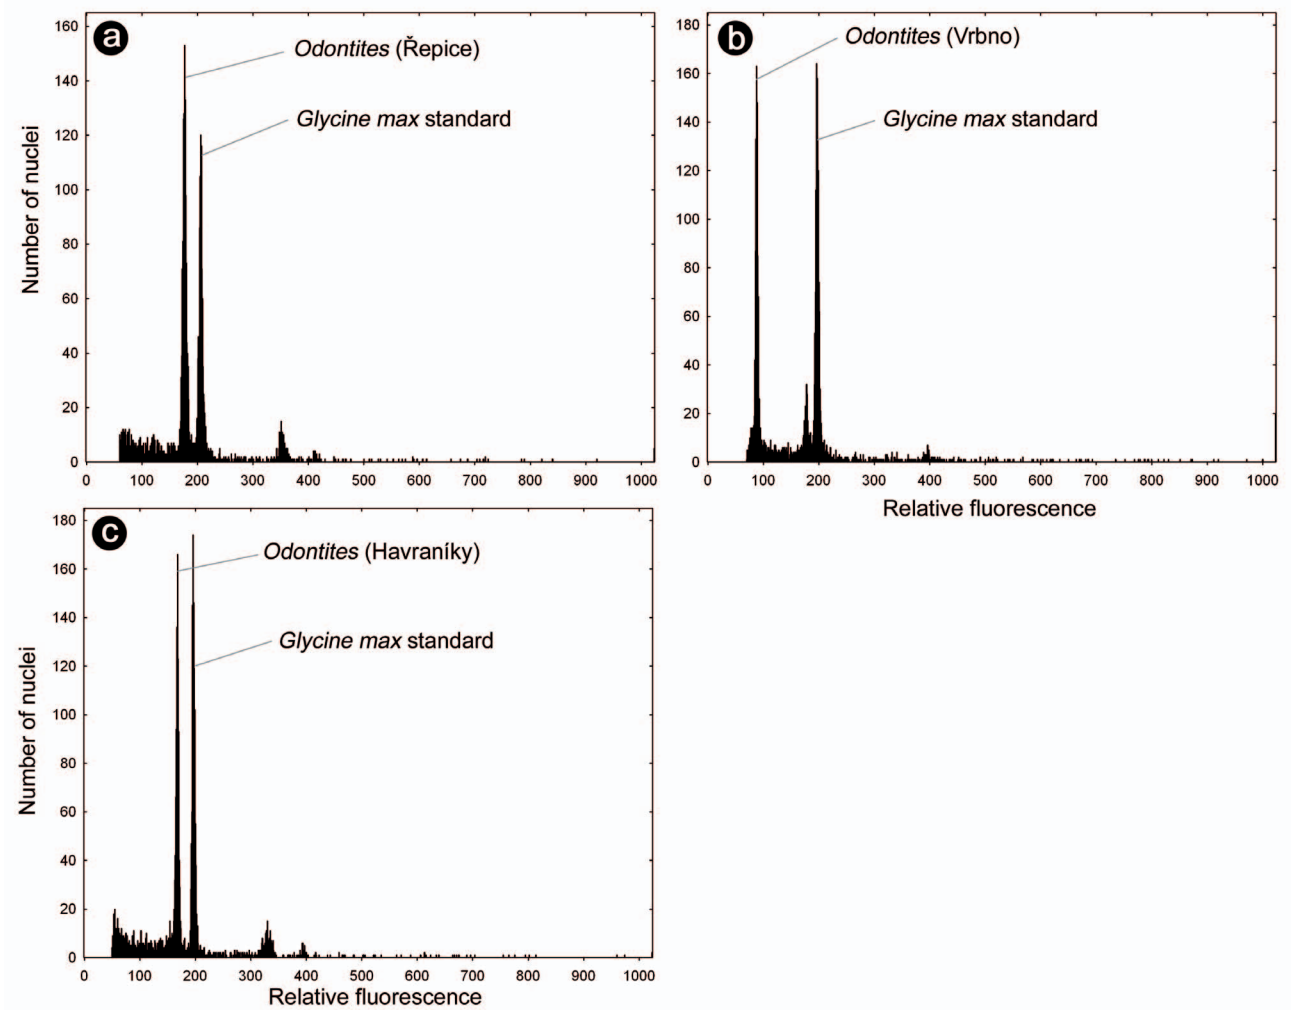 a
Odontites (Řepice)
Glycine max standard
Number of nuclei
160
140
120
100
80
60
40
20
0
0 100 200 300 400 500 600 700 800 900 1000
b
Odontites (Vrbno)
Glycine max standard
180
160
140
120
100
80
60
40
20
0
0 100 200 300 400 500 600 700 800 900 1000
Relative fluorescence
c
Odontites (Havraníky)
Glycine max standard
Number of nuclei
180
160
140
120
100
80
60
40
20
0
0 100 200 300 400 500 600 700 800 900 1000
Relative fluorescence